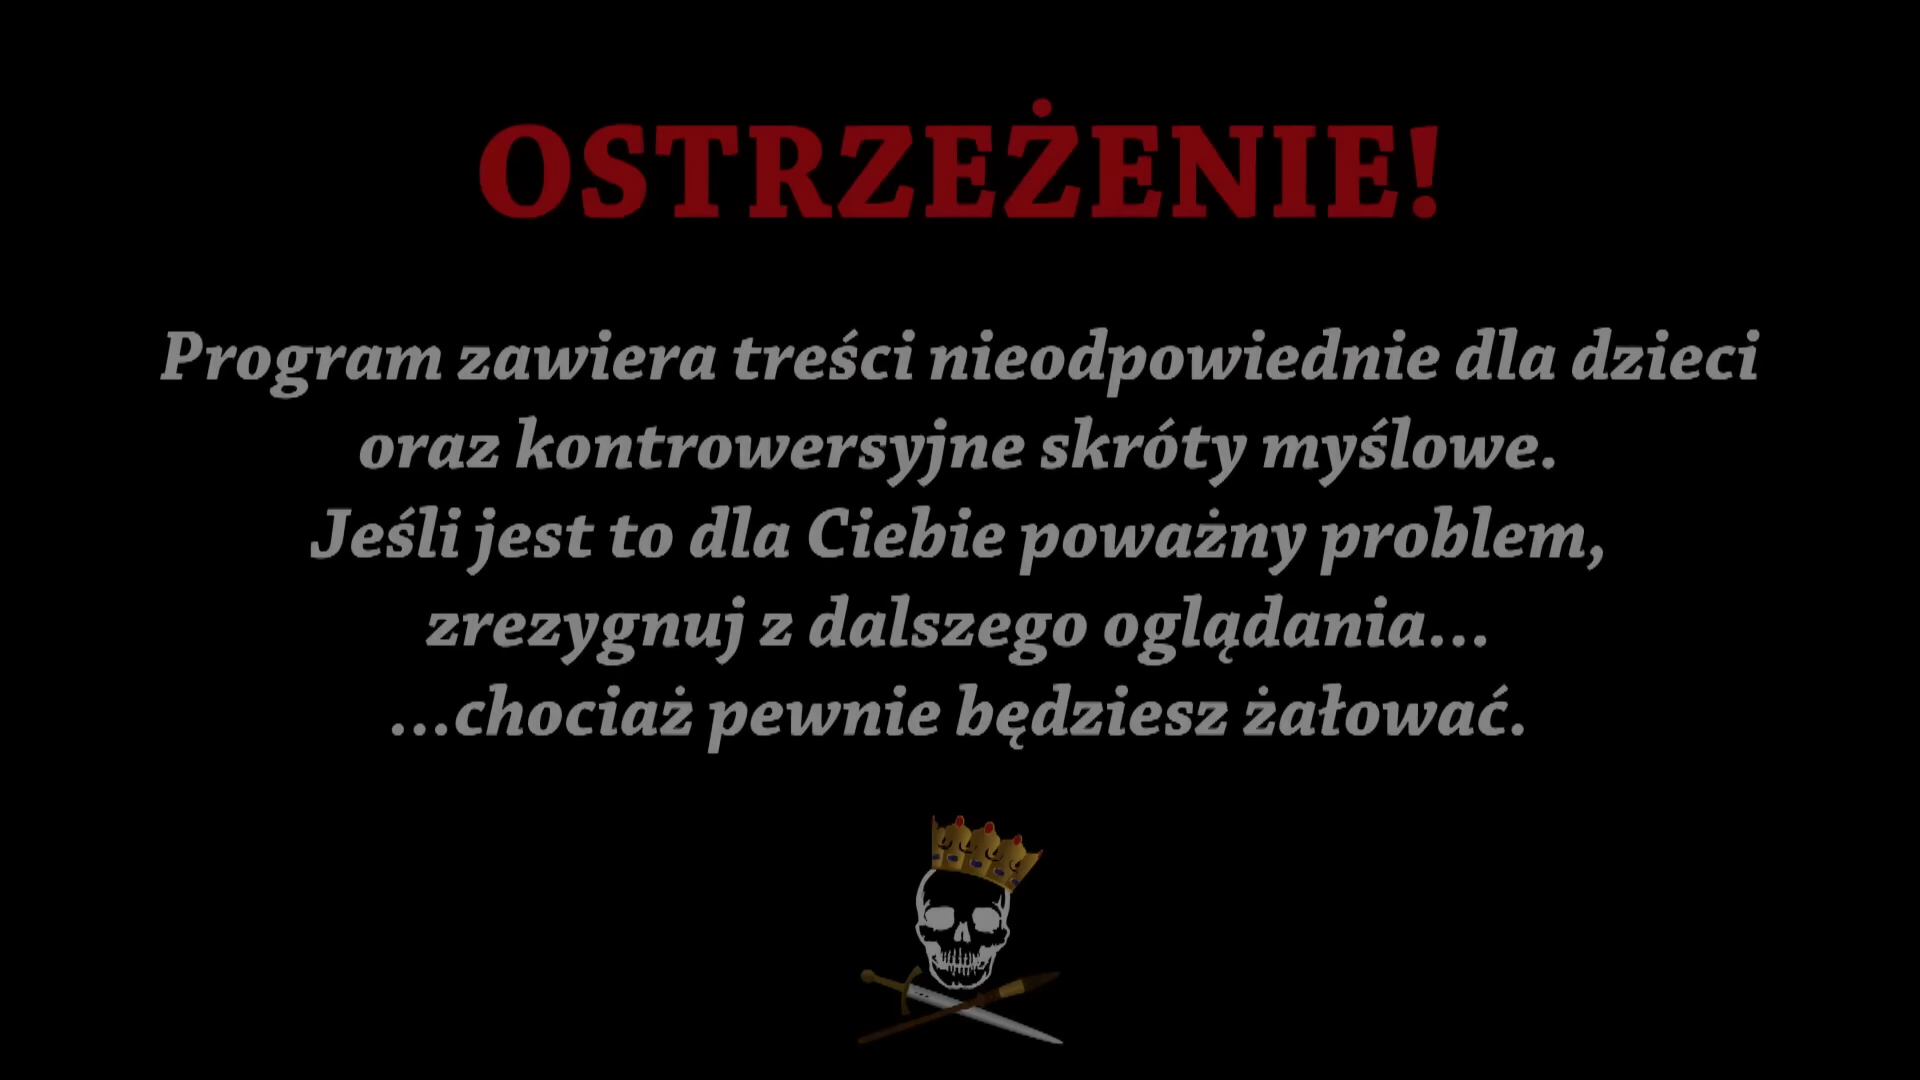 OSTRZEŻENIE!
Program zawiera treści nieodpowiednie dla dzieci
oraz kontrowersyjne skróty myślowe.
Jeśli jest to dla Ciebie poważny problem,
zrezygnuj z dalszego oglądania...
...chociaż pewnie będziesz żałować.